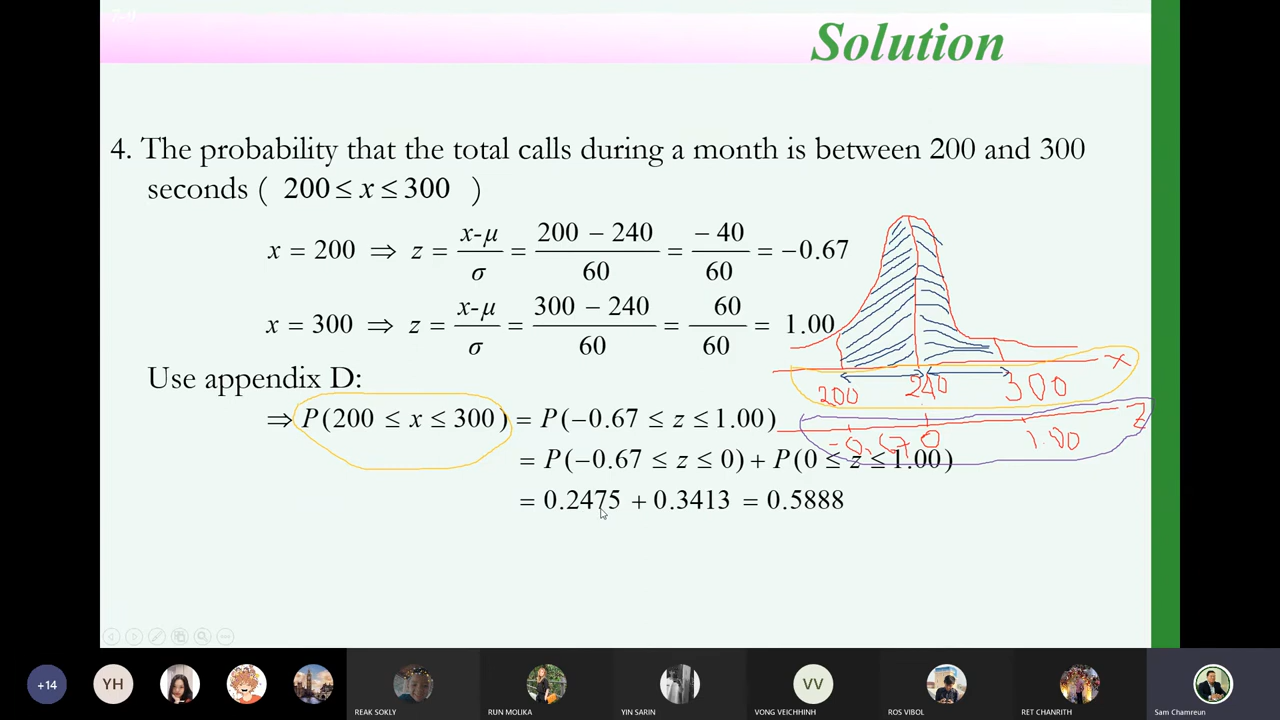 Solution
4. The probability that the total calls during a month is between 200 and 300
seconds ( 200 ≤ x ≤ 300 )
x = 200 ⇒ z = x-μ / σ = 200 − 240 / 60 = − 40 / 60 = −0.67
x = 300 ⇒ z = x-μ / σ = 300 − 240 / 60 = 60 / 60 = 1.00
Use appendix D:
⇒ P(200 ≤ x ≤ 300) = P(−0.67 ≤ z ≤ 1.00)
= P(−0.67 ≤ z ≤ 0) + P(0 ≤ z ≤ 1.00)
= 0.2475 + 0.3413 = 0.5888
200 240 300 x
-0,67 0 1.00 Z
+14 YH VV
REAK SOKLY RUN MOLIKA YIN SARIN VONG VEICHHINH ROS VIBOL RET CHANRITH Sam Chamreun